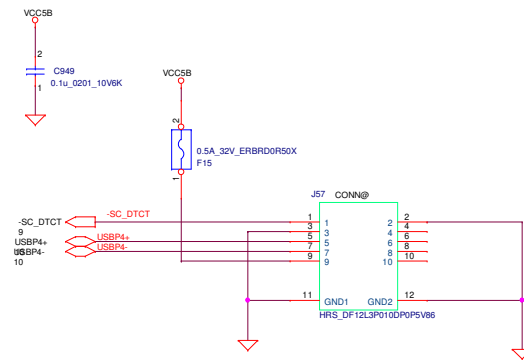 VCC5B
2
C949
0.1u_0201_10V6K
1
VCC5B
2
0.5A_32V_ERBRD0R50X
F15
1
J57 CONN@
-SC_DTCT -SC_DTCT 1 1 2 2
9 3 3 4 4
USBP4+ USBP4+ 5 5 6 6
USBP4- USBP4- 7 7 8 8
10 9 9 10 10
11 GND1 GND2 12
HRS_DF12L3P010DP0P5V86